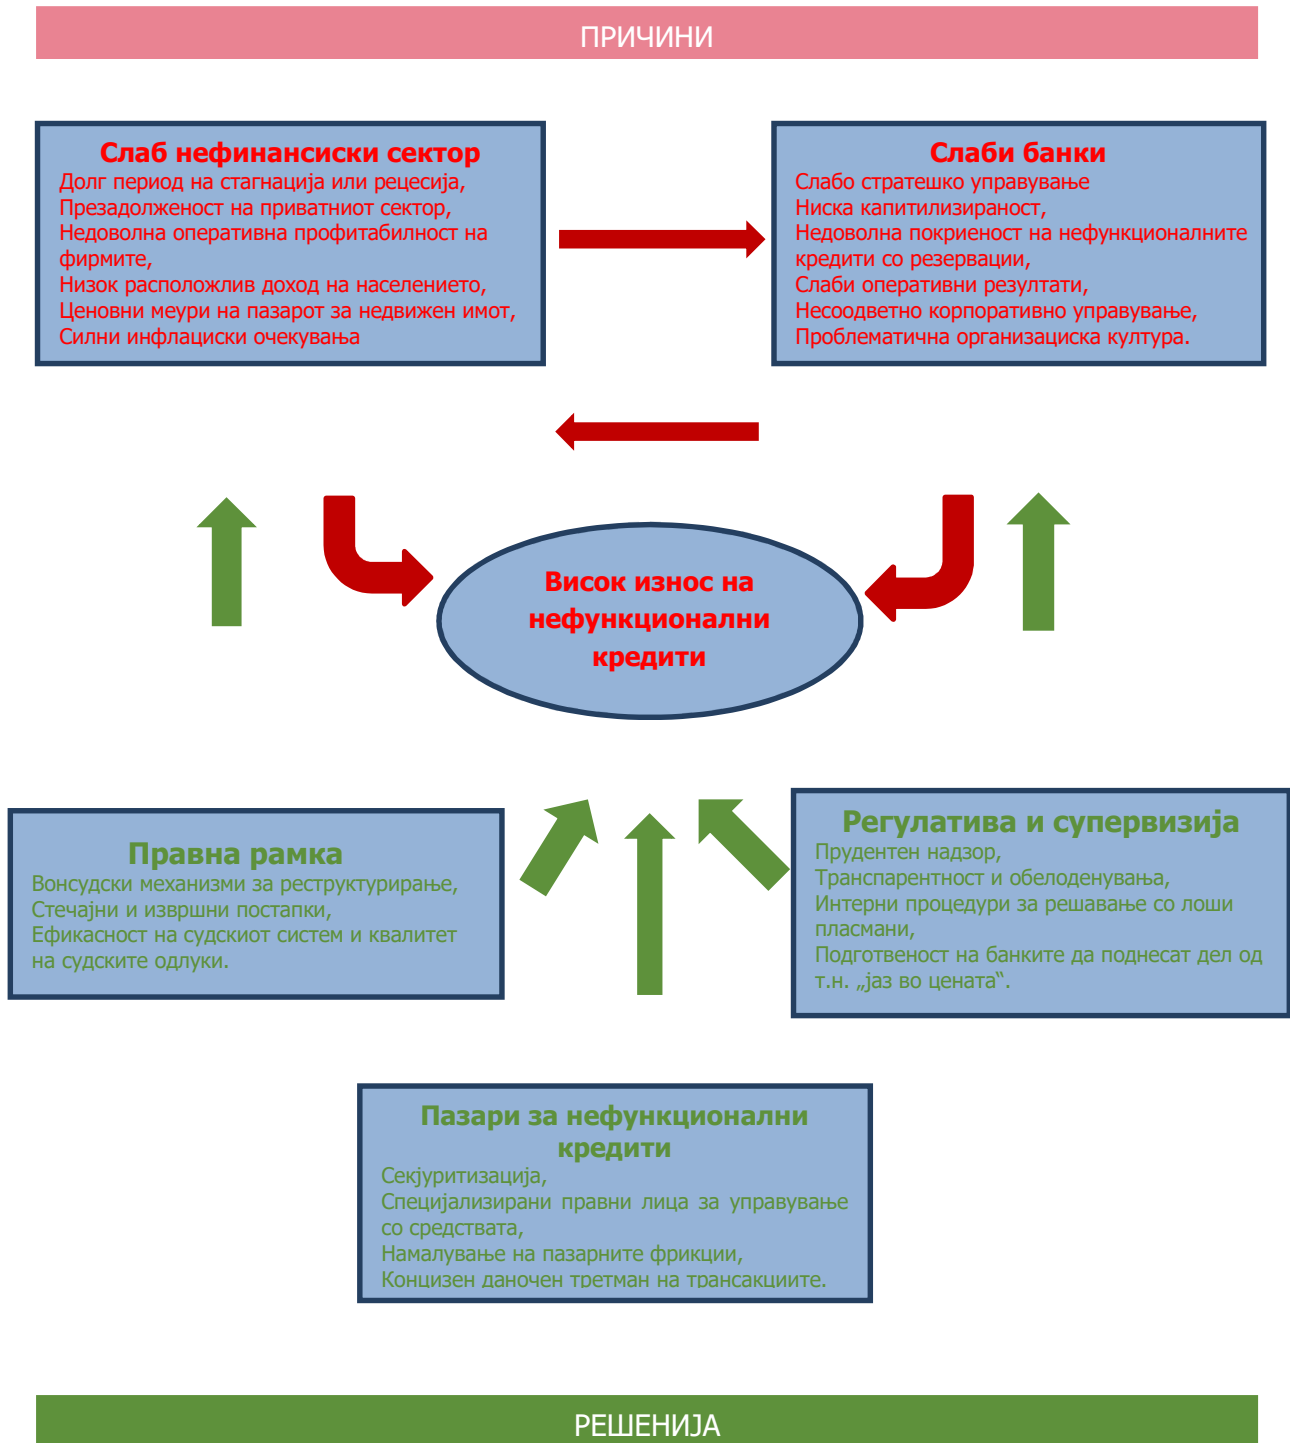 ПРИЧИНИ
Слаб нефинансиски сектор
Долг период на стагнација или рецесија,
Презадолженост на приватниот сектор,
Недоволна оперативна профитабилност на
фирмите,
Низок расположлив доход на населението,
Ценовни меури на пазарот за недвижен имот,
Силни инфлациски очекувања
Слаби банки
Слабо стратешко управување
Ниска капитилизираност,
Недоволна покриеност на нефункционалните
кредити со резервации,
Слаби оперативни резултати,
Несоодветно корпоративно управување,
Проблематична организациска култура.
Висок износ на
нефункционални
кредити
Правна рамка
Вонсудски механизми за реструктурирање,
Стечајни и извршни постапки,
Ефикасност на судскиот систем и квалитет
на судските одлуки.
Регулатива и супервизија
Прудентен надзор,
Транспарентност и обелоденувања,
Интерни процедури за решавање со лоши
пласмани,
Подготвеност на банките да поднесат дел од
т.н. „јаз во цената“.
Пазари за нефункционални
кредити
Секјуритизација,
Специјализирани правни лица за управување
со средствата,
Намалување на пазарните фрикции,
Концизен даночен третман на трансакциите.
РЕШЕНИЈА